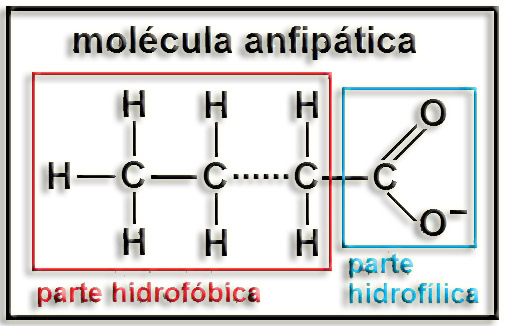 molécula anfipática
H H H O
H C C C C
H H H O−
parte hidrofóbica
parte
hidrofílica